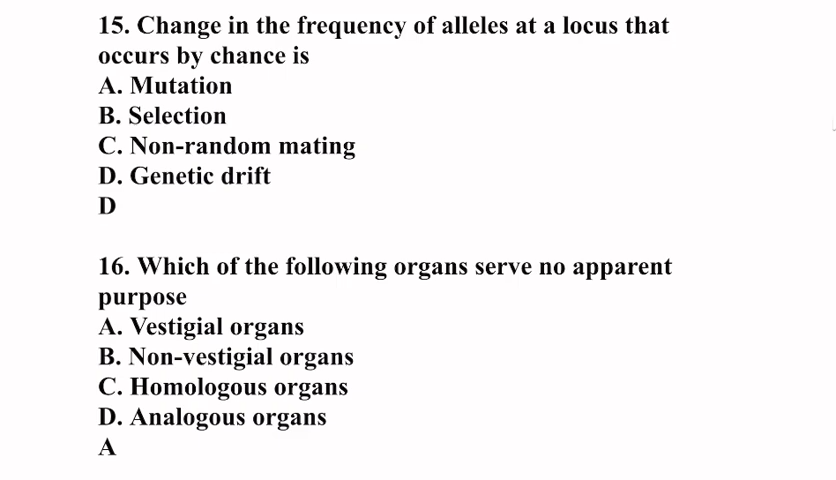 15. Change in the frequency of alleles at a locus that
occurs by chance is
A. Mutation
B. Selection
C. Non-random mating
D. Genetic drift
D
16. Which of the following organs serve no apparent
purpose
A. Vestigial organs
B. Non-vestigial organs
C. Homologous organs
D. Analogous organs
A